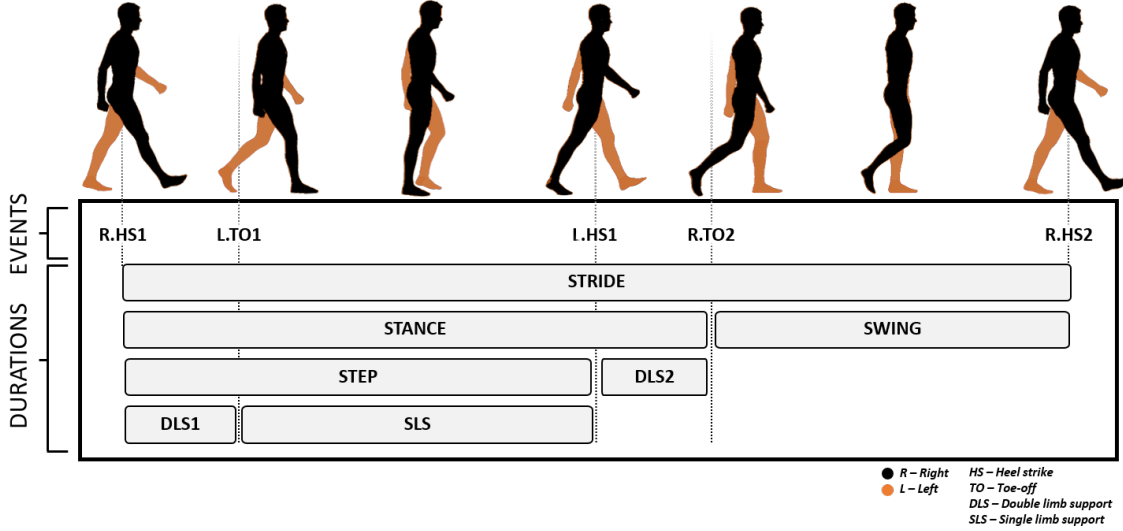 EVENTS
R.HS1 L.TO1 L.HS1 R.TO2 R.HS2
DURATIONS
STRIDE
STANCE SWING
STEP DLS2
DLS1 SLS
R – Right HS – Heel strike
L – Left TO – Toe-off
DLS – Double limb support
SLS – Single limb support